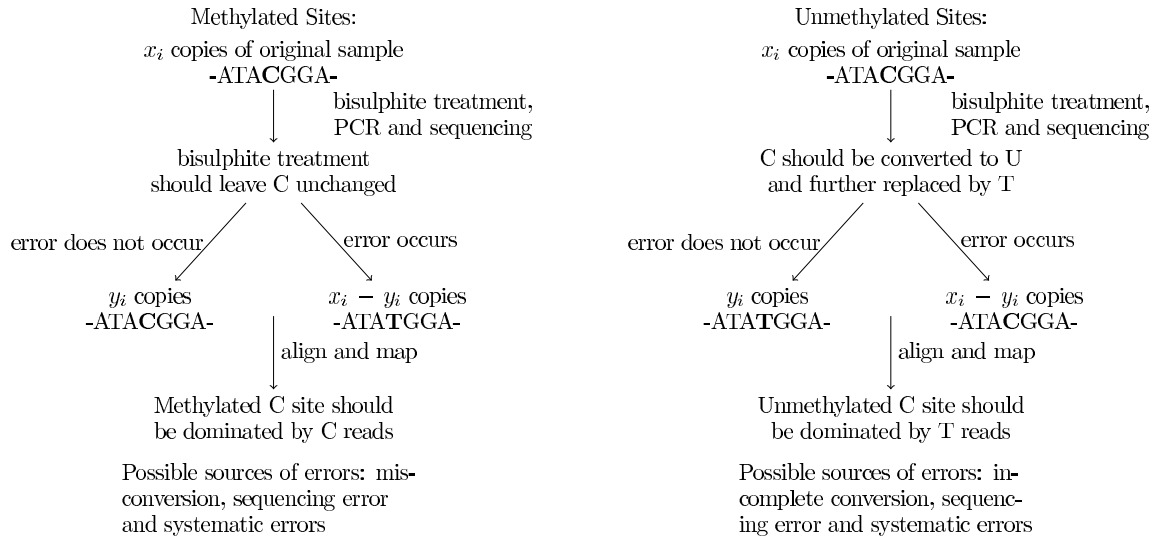 Methylated Sites:
x_i copies of original sample
-ATACGGA-
bisulphite treatment,
PCR and sequencing
bisulphite treatment
should leave C unchanged
error does not occur
error occurs
y_i copies
-ATACGGA-
x_i − y_i copies
-ATATGGA-
align and map
Methylated C site should
be dominated by C reads
Possible sources of errors: mis-
conversion, sequencing error
and systematic errors
Unmethylated Sites:
x_i copies of original sample
-ATACGGA-
bisulphite treatment,
PCR and sequencing
C should be converted to U
and further replaced by T
error does not occur
error occurs
y_i copies
-ATATGGA-
x_i − y_i copies
-ATACGGA-
align and map
Unmethylated C site should
be dominated by T reads
Possible sources of errors: in-
complete conversion, sequenc-
ing error and systematic errors